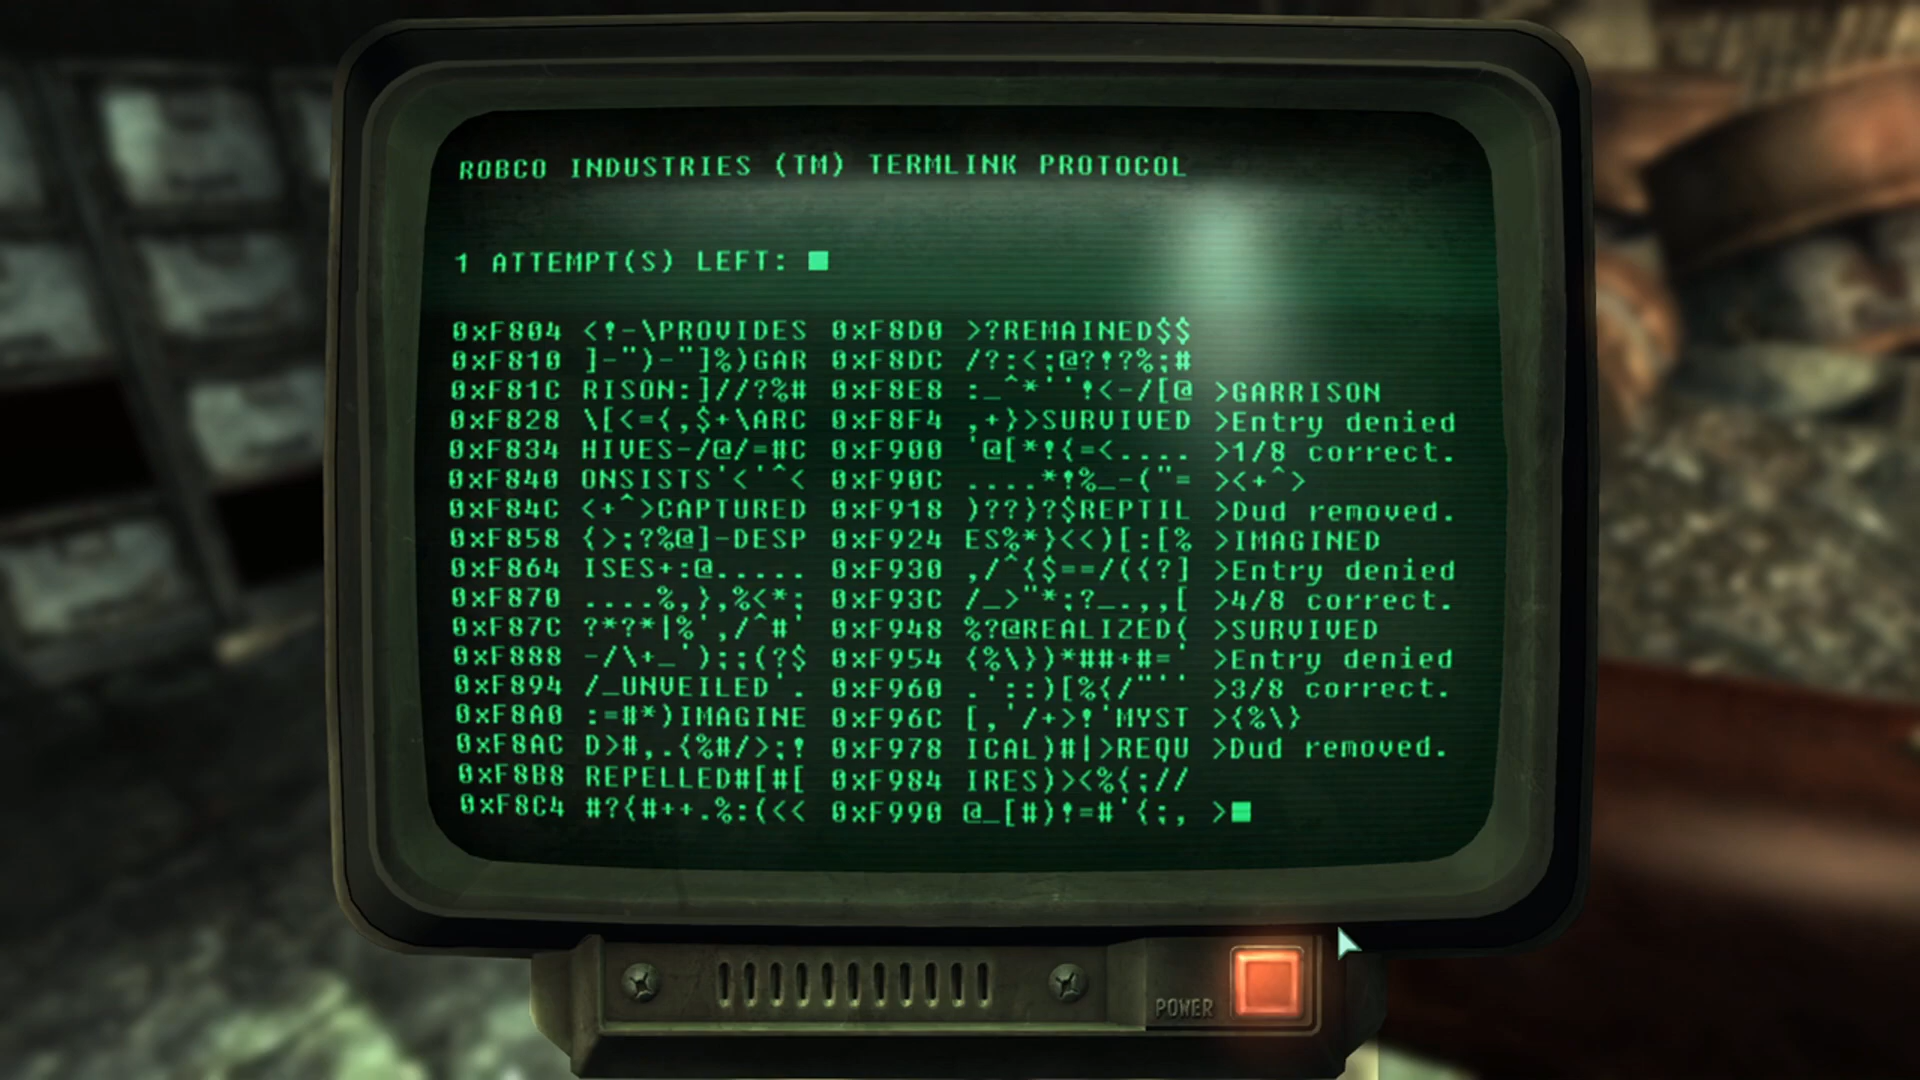 ROBCO INDUSTRIES (TM) TERMLINK PROTOCOL
1 ATTEMPT(S) LEFT: ■
0xF804 <!-\PROVIDES 0xF8D0 >?REMAINED$$
0xF810 ]-")-"]%)GAR 0xF8DC /?:<;@?!?%;#
0xF81C RISON:]//?%# 0xF8E8 :_^*''!<-/[@ >GARRISON
0xF828 \[<={,$+\ARC 0xF8F4 ,+}>SURVIVED >Entry denied
0xF834 HIVES-/@/=#C 0xF900 '@[*!{=<.... >1/8 correct.
0xF840 ONSISTS'<'^< 0xF90C ....*!%_-("= ><+^>
0xF84C <+^>CAPTURED 0xF918 )??}?$REPTIL >Dud removed.
0xF858 {>;?%@]-DESP 0xF924 ES%*}<<)[:[% >IMAGINED
0xF864 ISES+:@..... 0xF930 ,/^{$==/({?] >Entry denied
0xF870 ....%,},%<*; 0xF93C /_>"*;?_.,,[ >4/8 correct.
0xF87C ?*?*|%',/^#' 0xF948 %?@REALIZED( >SURVIVED
0xF888 -/\+_');;(?$ 0xF954 {%\})*##+#=' >Entry denied
0xF894 /_UNVEILED'. 0xF960 .'::)[%{/"'' >3/8 correct.
0xF8A0 :=#*)IMAGINE 0xF96C [,'/+>!'MYST >{%\}
0xF8AC D>#,.{%#/>;! 0xF978 ICAL)#|>REQU >Dud removed.
0xF8B8 REPELLED#[#[ 0xF984 IRES)><%{;//
0xF8C4 #?{#++.%:(<< 0xF990 @_[#)!=#'{;, >■
POWER